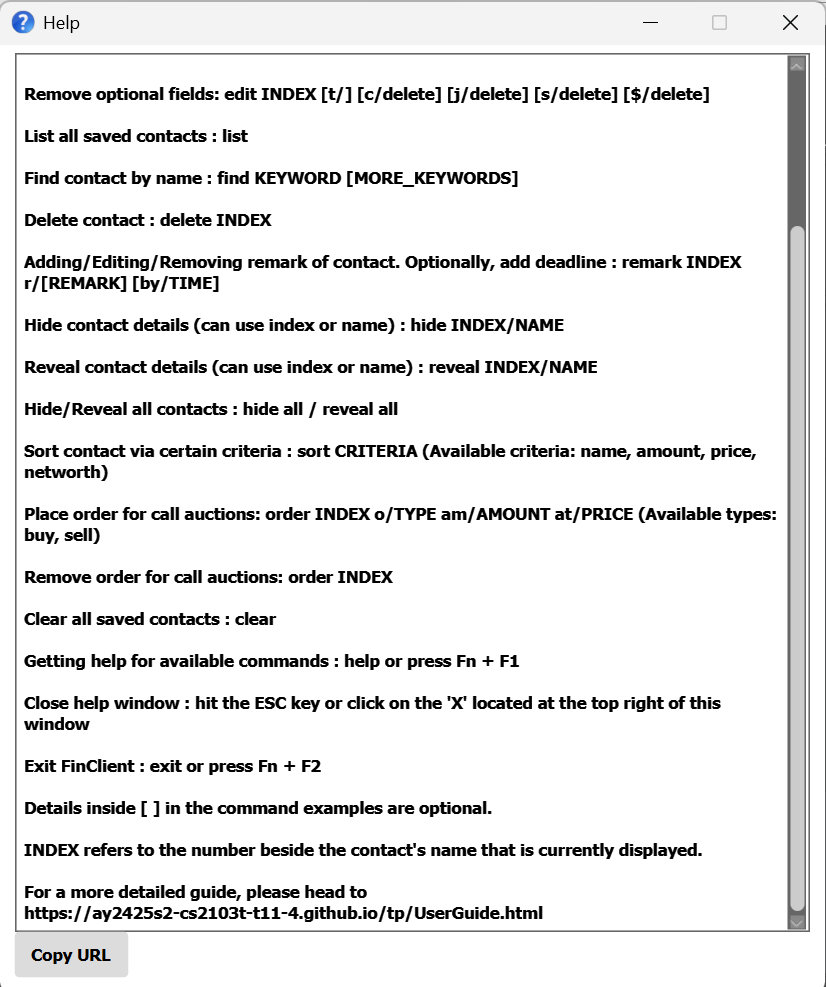 Help
Remove optional fields: edit INDEX [t/] [c/delete] [j/delete] [s/delete] [$/delete]
List all saved contacts : list
Find contact by name : find KEYWORD [MORE_KEYWORDS]
Delete contact : delete INDEX
Adding/Editing/Removing remark of contact. Optionally, add deadline : remark INDEX
r/[REMARK] [by/TIME]
Hide contact details (can use index or name) : hide INDEX/NAME
Reveal contact details (can use index or name) : reveal INDEX/NAME
Hide/Reveal all contacts : hide all / reveal all
Sort contact via certain criteria : sort CRITERIA (Available criteria: name, amount, price,
networth)
Place order for call auctions: order INDEX o/TYPE am/AMOUNT at/PRICE (Available types:
buy, sell)
Remove order for call auctions: order INDEX
Clear all saved contacts : clear
Getting help for available commands : help or press Fn + F1
Close help window : hit the ESC key or click on the 'X' located at the top right of this
window
Exit FinClient : exit or press Fn + F2
Details inside [ ] in the command examples are optional.
INDEX refers to the number beside the contact's name that is currently displayed.
For a more detailed guide, please head to
https://ay2425s2-cs2103t-t11-4.github.io/tp/UserGuide.html
Copy URL